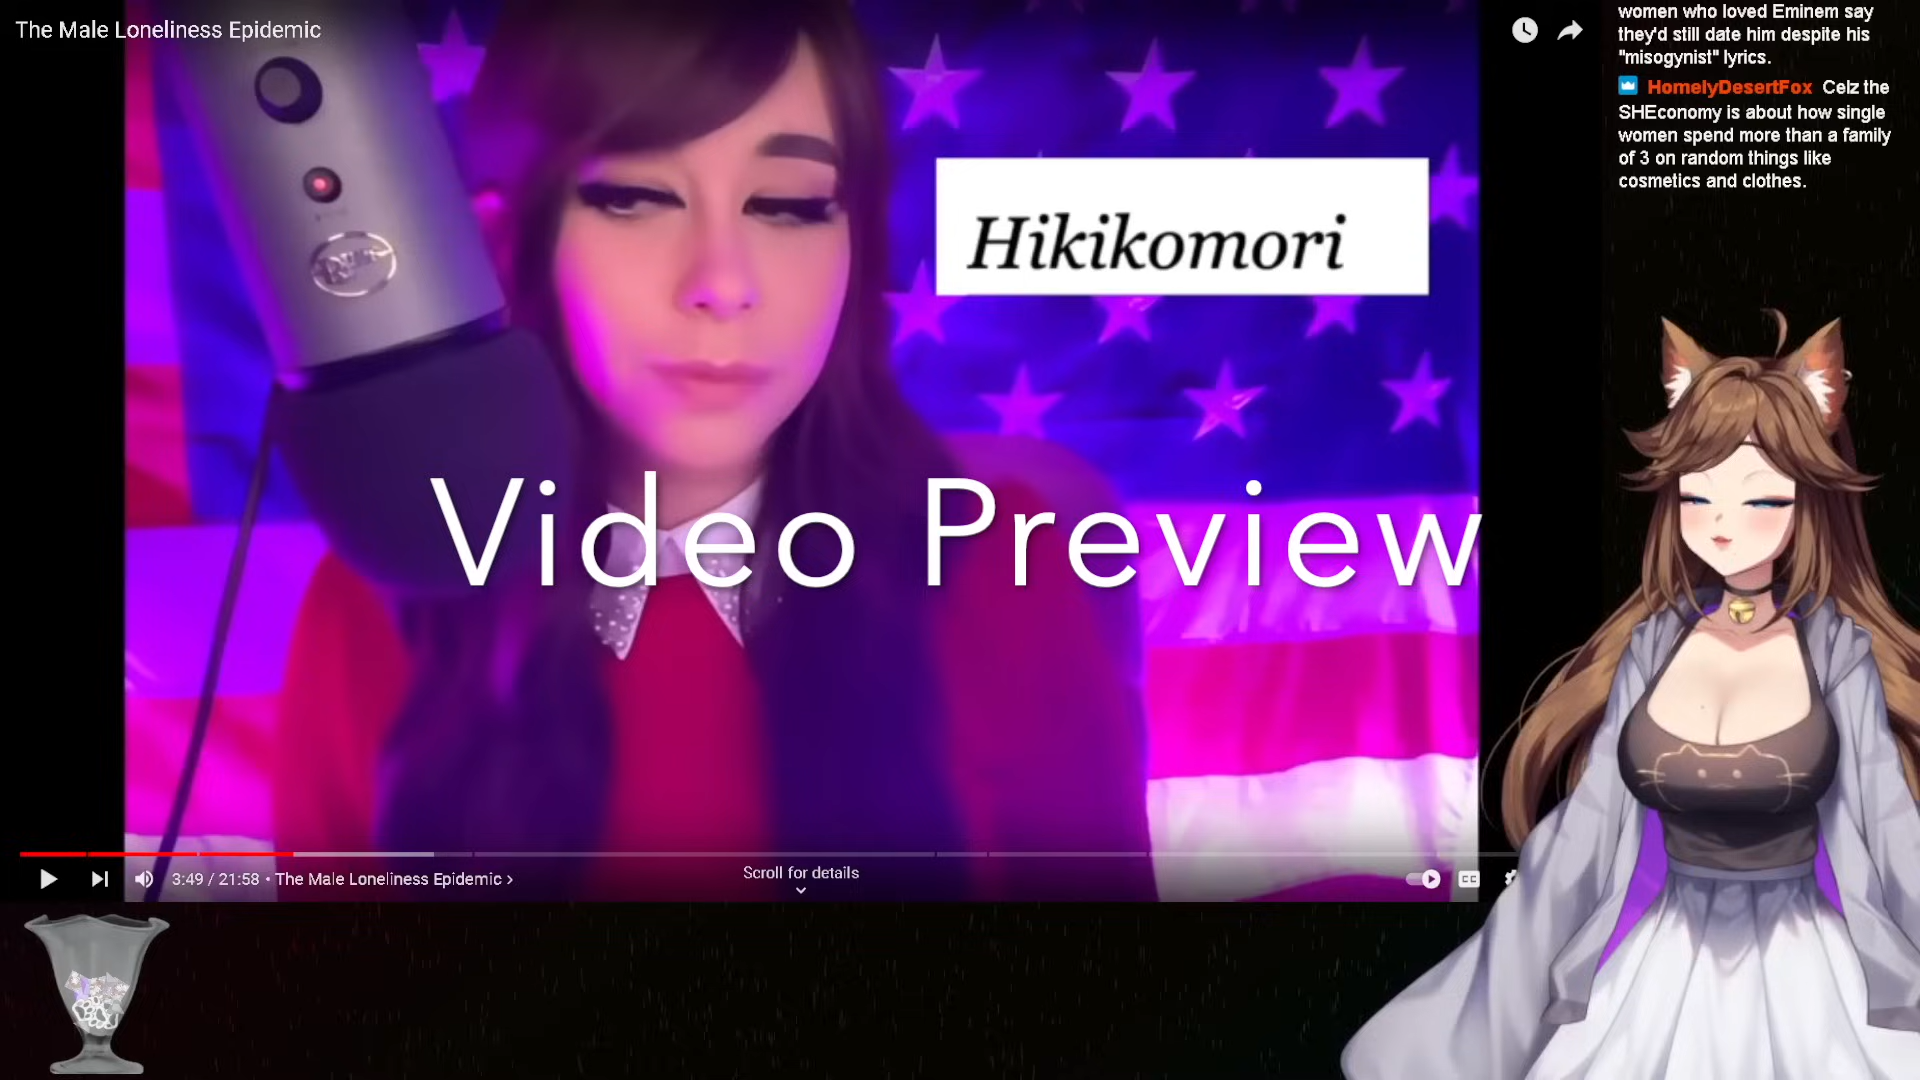 The Male Loneliness Epidemic
women who loved Eminem say
they'd still date him despite his
"misogynist" lyrics.
HomelyDesertFox Celz the
SHEconomy is about how single
women spend more than a family
of 3 on random things like
cosmetics and clothes.
Hikikomori
Video Preview
Scroll for details
3:49 / 21:58 • The Male Loneliness Epidemic ›
CC